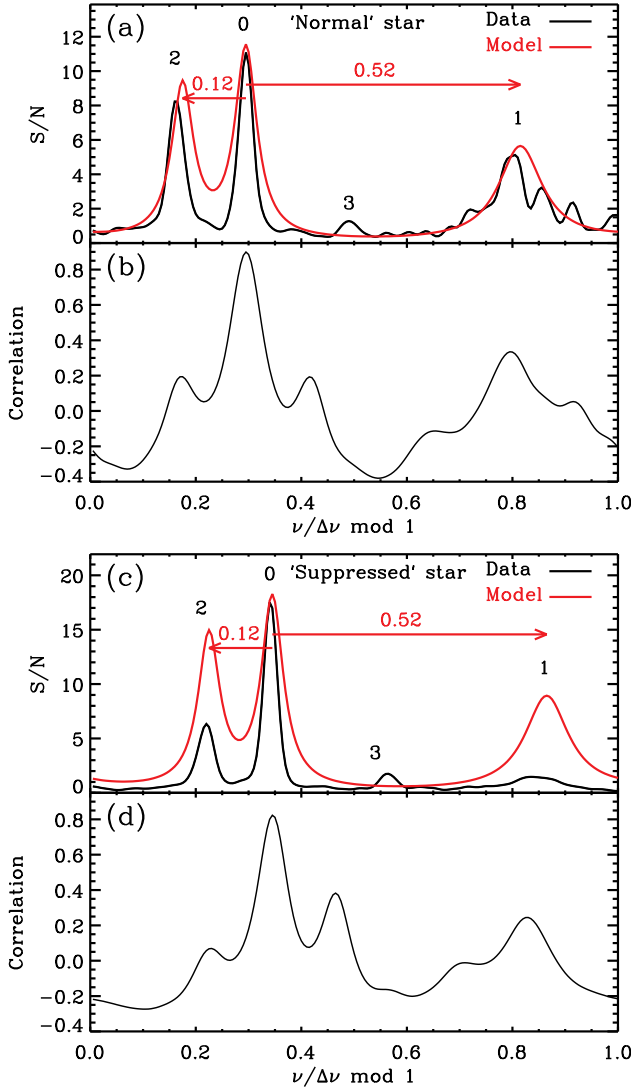 (a)
0
'Normal' star
Data
Model
2
0.12
0.52
1
3
S/N
12
10
8
6
4
2
0
(b)
Correlation
0.8
0.6
0.4
0.2
0.0
−0.2
−0.4
0.0 0.2 0.4 0.6 0.8 1.0
ν/Δν mod 1
(c)
0
'Suppressed' star
Data
Model
2
0.12
0.52
1
3
S/N
20
15
10
5
0
(d)
Correlation
0.8
0.6
0.4
0.2
0.0
−0.2
−0.4
0.0 0.2 0.4 0.6 0.8 1.0
ν/Δν mod 1